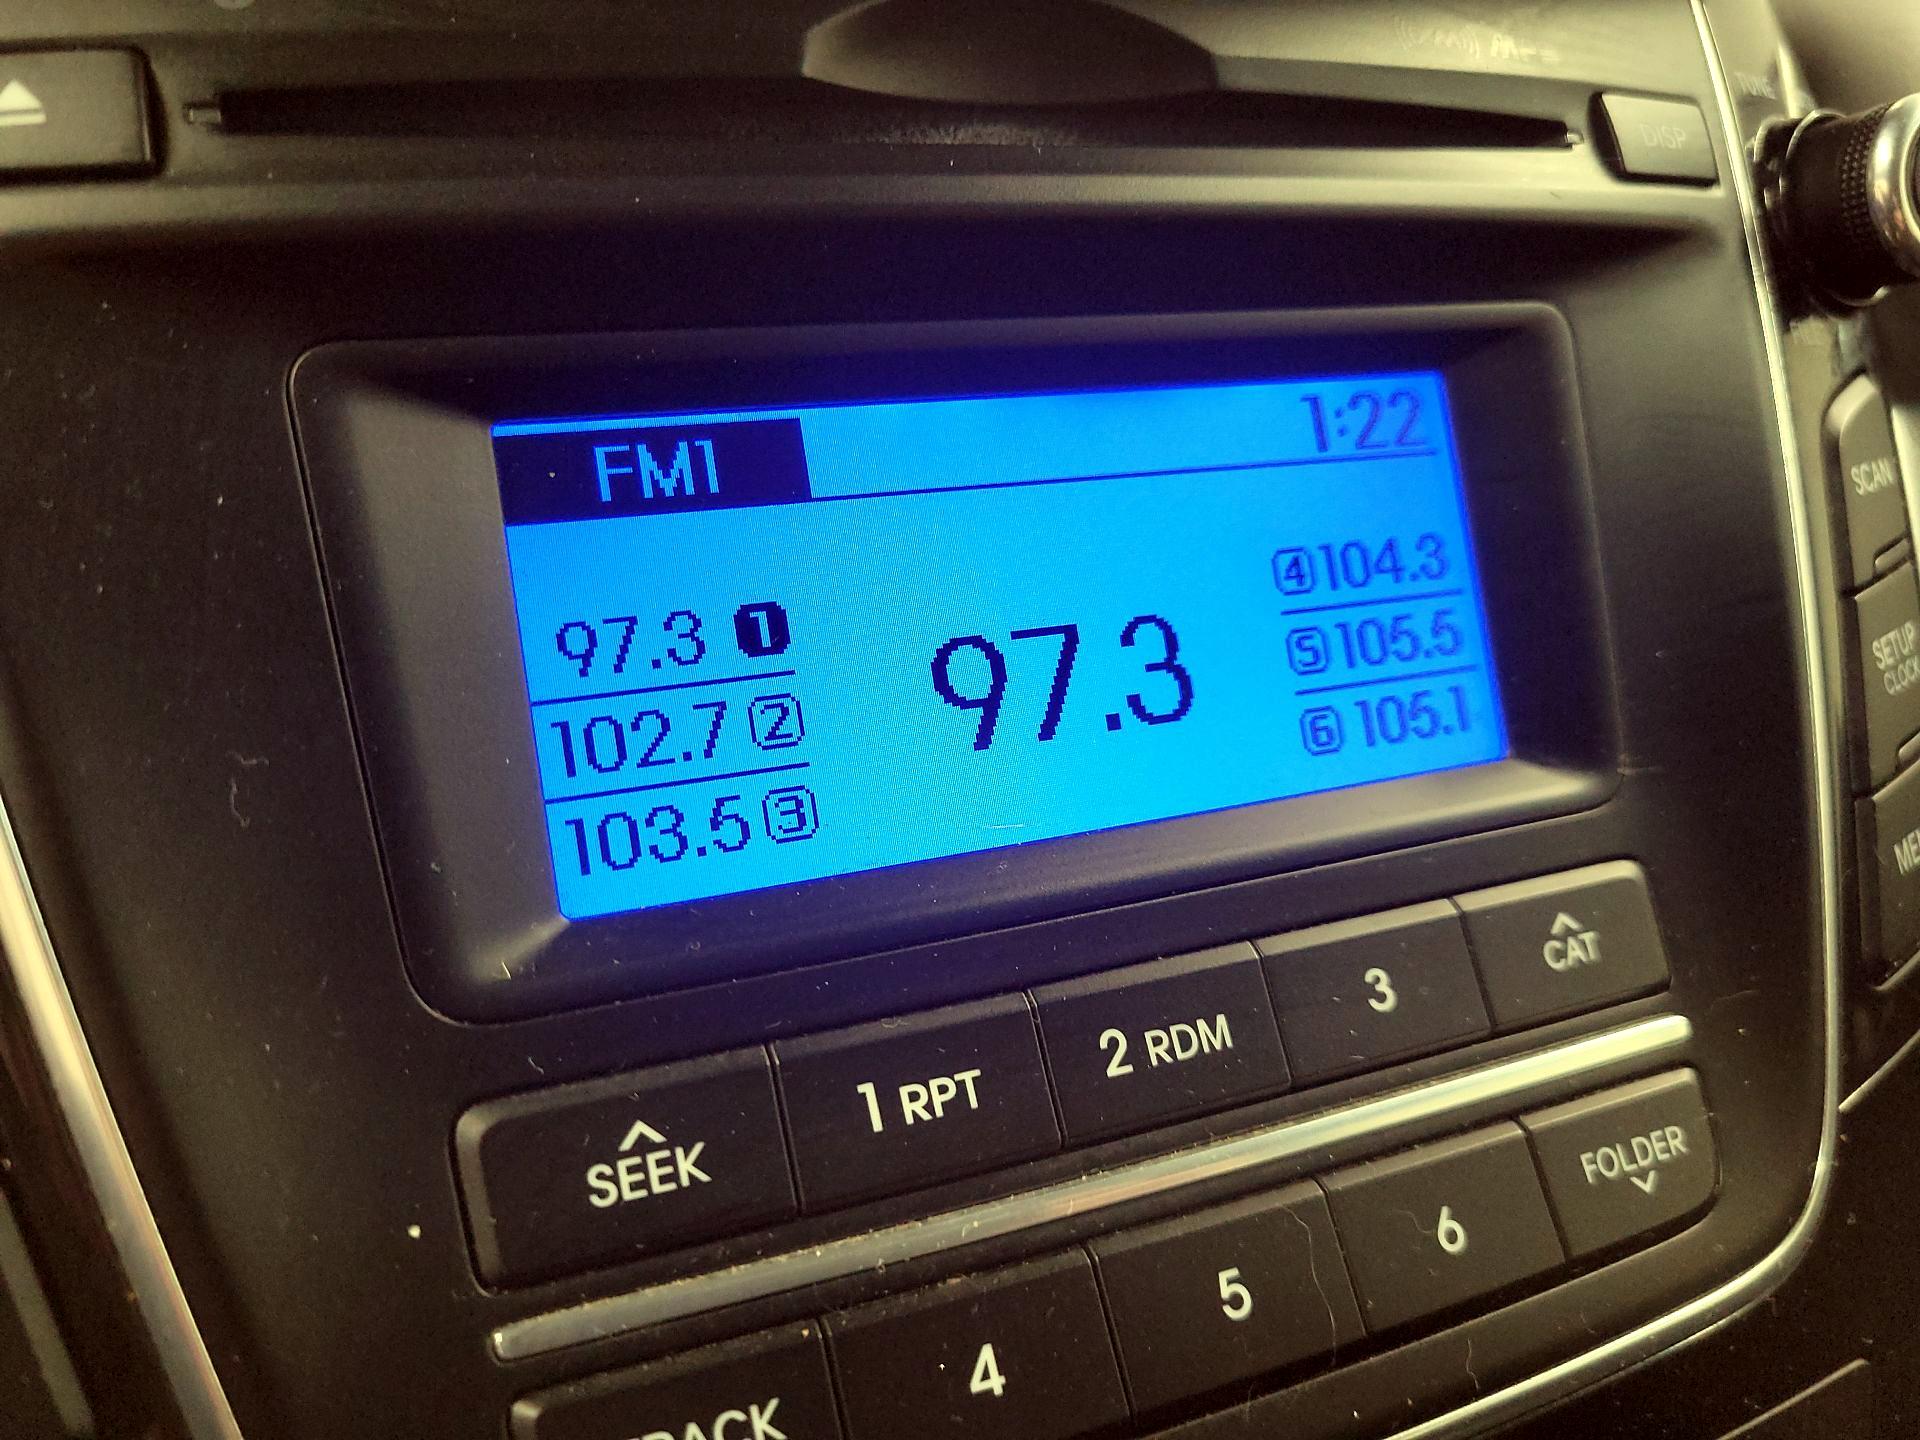 DISP
TUNE
FM1
1:22
97.3 1
102.7 2
103.5 3
97.3
4 104.3
5 105.5
6 105.1
SCAN
SETUP
CLOCK
SEEK
1 RPT
2 RDM
3
CAT
4
5
6
FOLDER